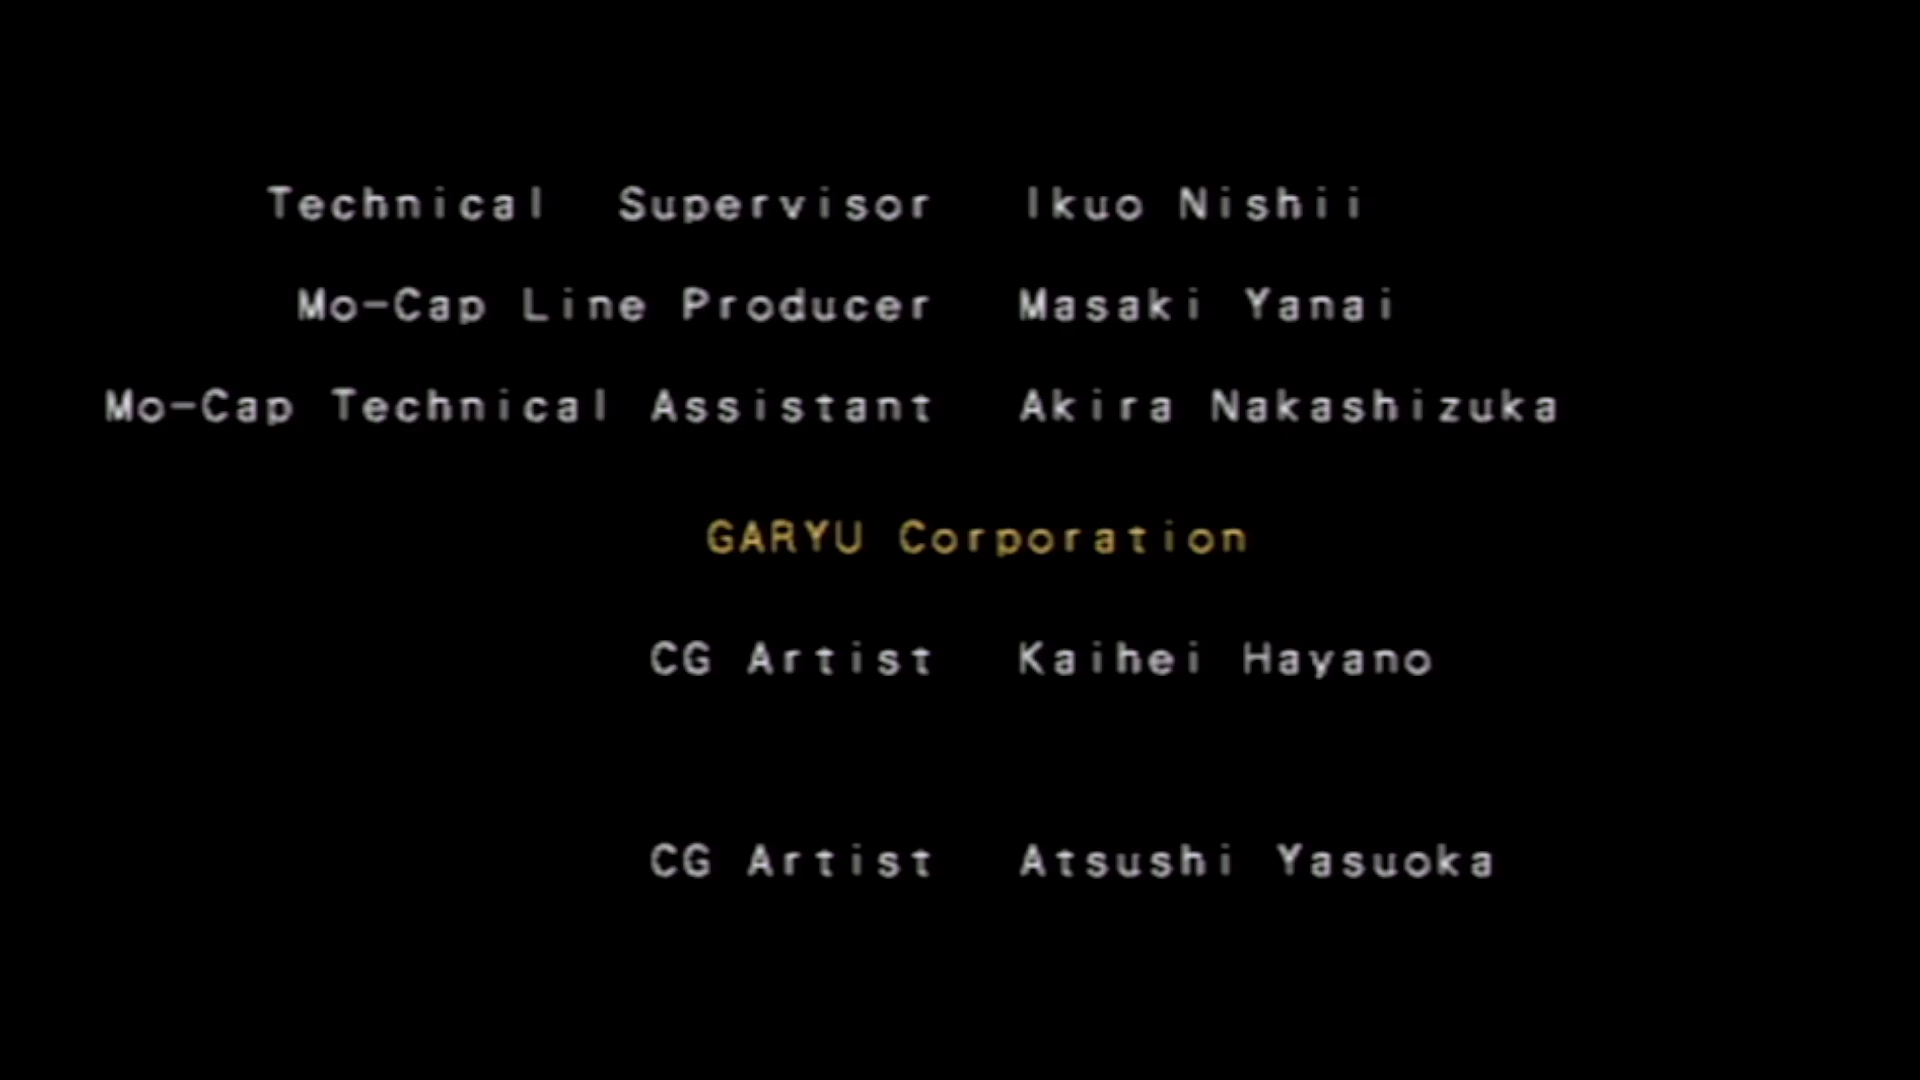 Technical Supervisor Ikuo Nishii
Mo-Cap Line Producer Masaki Yanai
Mo-Cap Technical Assistant Akira Nakashizuka
GARYU Corporation
CG Artist Kaihei Hayano
CG Artist Atsushi Yasuoka